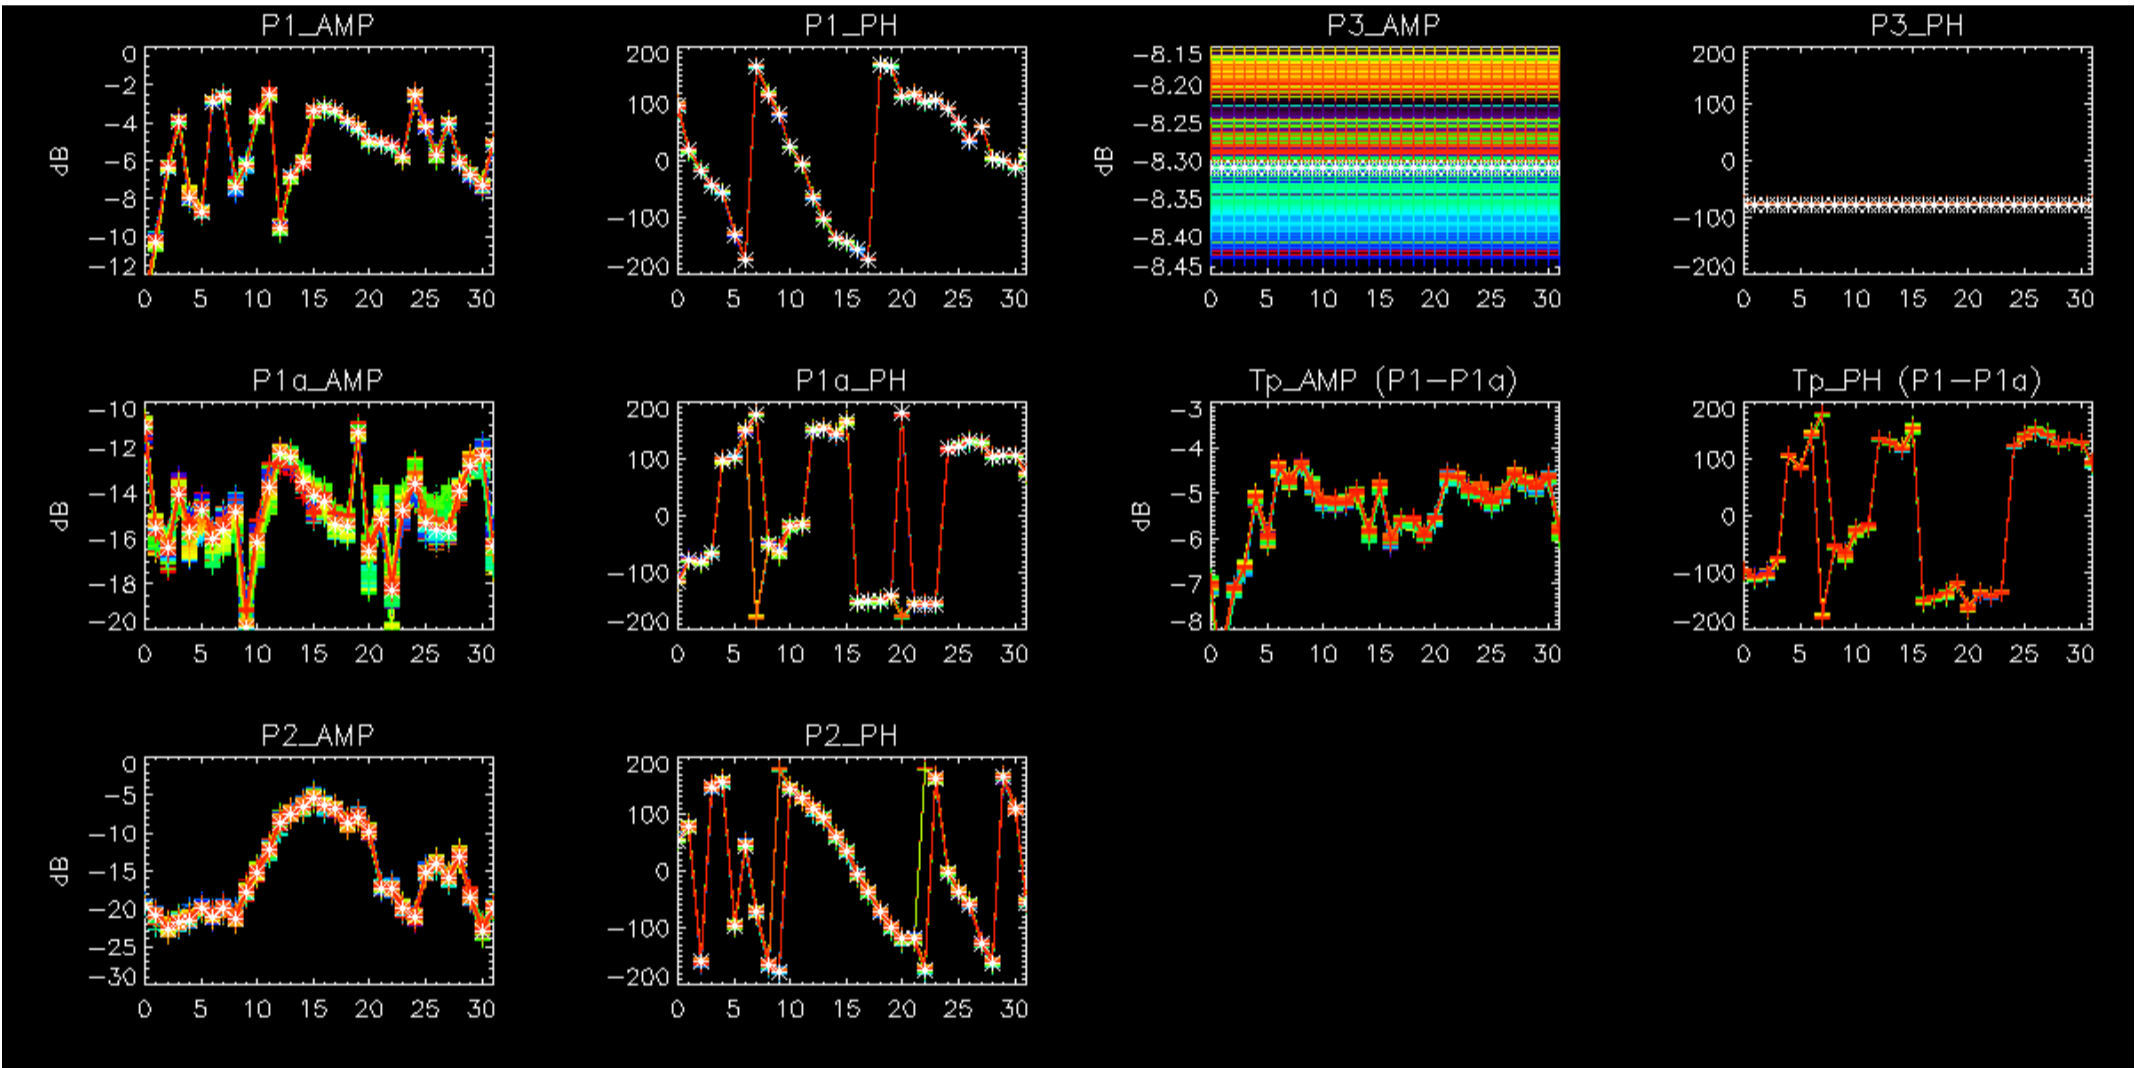 P1_AMP
0
-2
-4
-6
-8
-10
-12
dB
0 5 10 15 20 25 30
P1_PH
200
100
0
-100
-200
0 5 10 15 20 25 30
P3_AMP
-8.15
-8.20
-8.25
-8.30
-8.35
-8.40
-8.45
dB
0 5 10 15 20 25 30
P3_PH
200
100
0
-100
-200
0 5 10 15 20 25 30
P1a_AMP
-10
-12
-14
-16
-18
-20
dB
0 5 10 15 20 25 30
P1a_PH
200
100
0
-100
-200
0 5 10 15 20 25 30
Tp_AMP (P1-P1a)
-3
-4
-5
-6
-7
-8
dB
0 5 10 15 20 25 30
Tp_PH (P1-P1a)
200
100
0
-100
-200
0 5 10 15 20 25 30
P2_AMP
0
-5
-10
-15
-20
-25
-30
dB
0 5 10 15 20 25 30
P2_PH
200
100
0
-100
-200
0 5 10 15 20 25 30